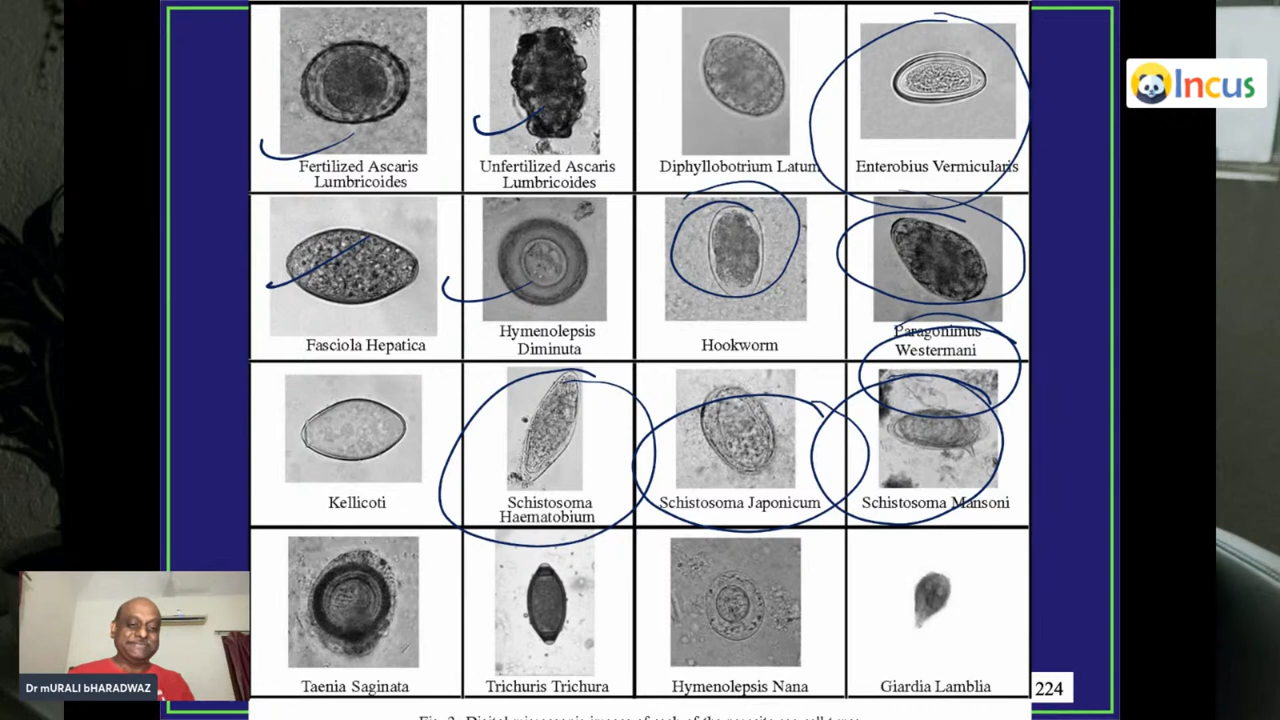 Incus
Fertilized Ascaris
Lumbricoides
Unfertilized Ascaris
Lumbricoides
Diphyllobotrium Latum
Enterobius Vermicularis
Fasciola Hepatica
Hymenolepsis
Diminuta
Hookworm
Paragonimus
Westermani
Kellicoti
Schistosoma
Haematobium
Schistosoma Japonicum
Schistosoma Mansoni
Taenia Saginata
Trichuris Trichura
Hymenolepsis Nana
Giardia Lamblia
224
Dr mURALI bHARADWAZ